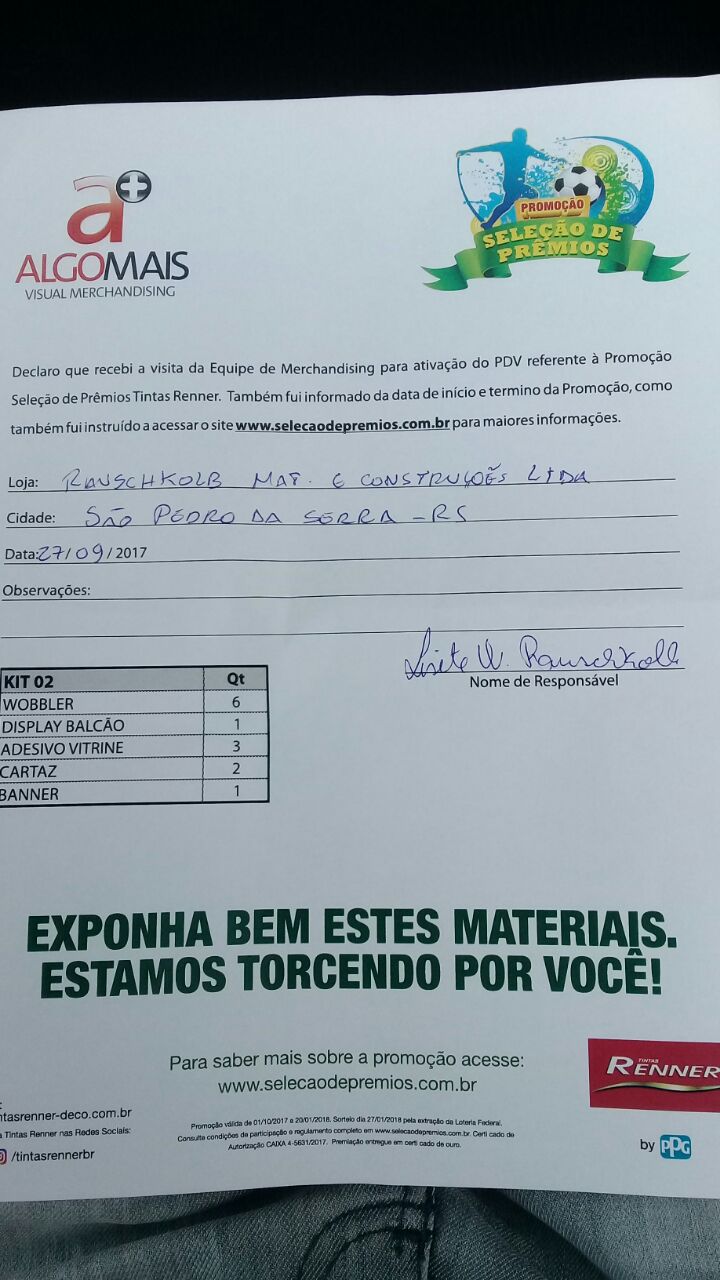 a+
ALGOMAIS
VISUAL MERCHANDISING
PROMOÇÃO
SELEÇÃO DE
PRÊMIOS
Declaro que recebi a visita da Equipe de Merchandising para ativação do PDV referente à Promoção
Seleção de Prêmios Tintas Renner. Também fui informado da data de início e termino da Promoção, como
também fui instruído a acessar o site www.selecaodepremios.com.br para maiores informações.
Loja: RAUSCHKOLB MAT. E CONSTRUÇÕES LTDA
Cidade: SÃO PEDRO DA SERRA - RS
Data: 27/09/2017
Observações:
Lisete W. Rauschkolb
Nome de Responsável
KIT 02 Qt
WOBBLER 6
DISPLAY BALCÃO 1
ADESIVO VITRINE 3
CARTAZ 2
BANNER 1
EXPONHA BEM ESTES MATERIAIS.
ESTAMOS TORCENDO POR VOCÊ!
Para saber mais sobre a promoção acesse:
www.selecaodepremios.com.br
TINTAS
RENNER
by PPG
ntasrenner-deco.com.br
a Tintas Renner nas Redes Sociais:
/tintasrennerbr
Promoção válida de 01/10/2017 e 20/01/2018. Sorteio dia 27/01/2018 pela extração da Loteria Federal.
Consulte condições de participação e regulamento completo em www.selecaodepremios.com.br. Certi cado de
Autorização CAIXA 4-5631/2017. Premiação entregue em certi cado de ouro.